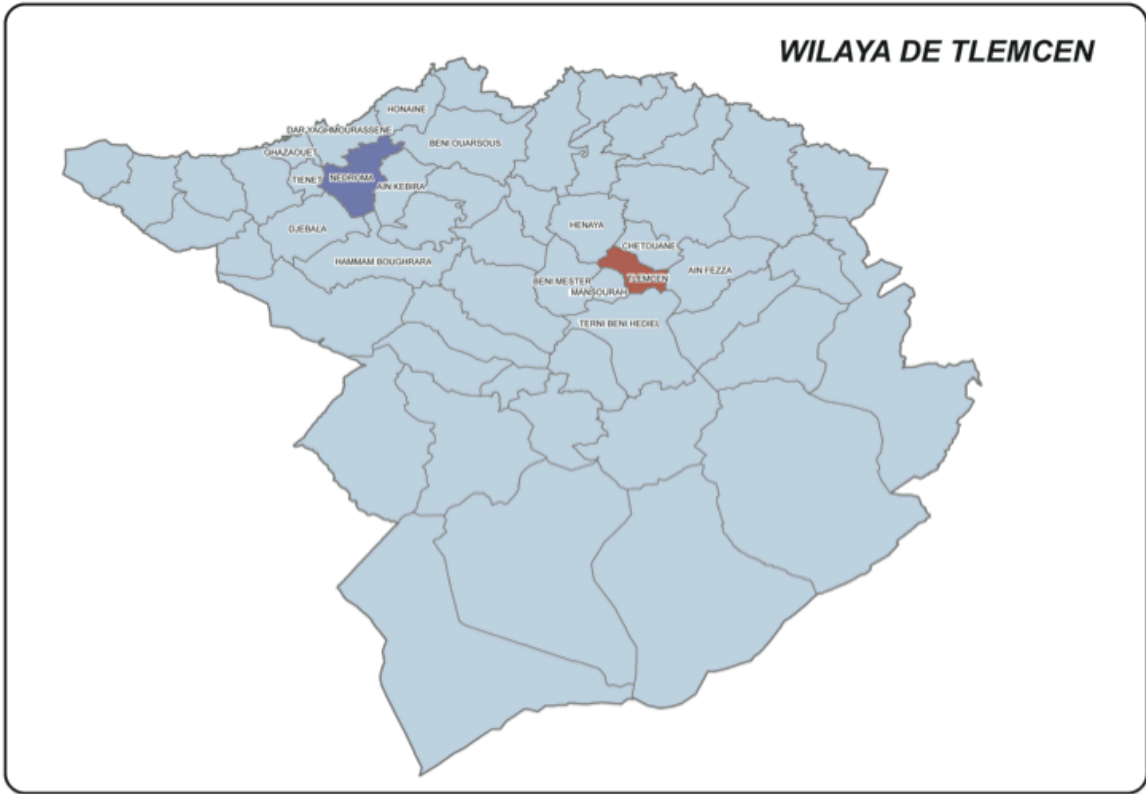 WILAYA DE TLEMCEN
HONAINE
DAR YAGHMOURASSENE
BENI OUARSOUS
GHAZAOUET
TIENET
NEDROMA
AIN KEBIRA
DJEBALA
HENAYA
CHETOUANE
HAMMAM BOUGHRARA
AIN FEZZA
BENI MESTER
TLEMCEN
MANSOURAH
TERNI BENI HEDIEL